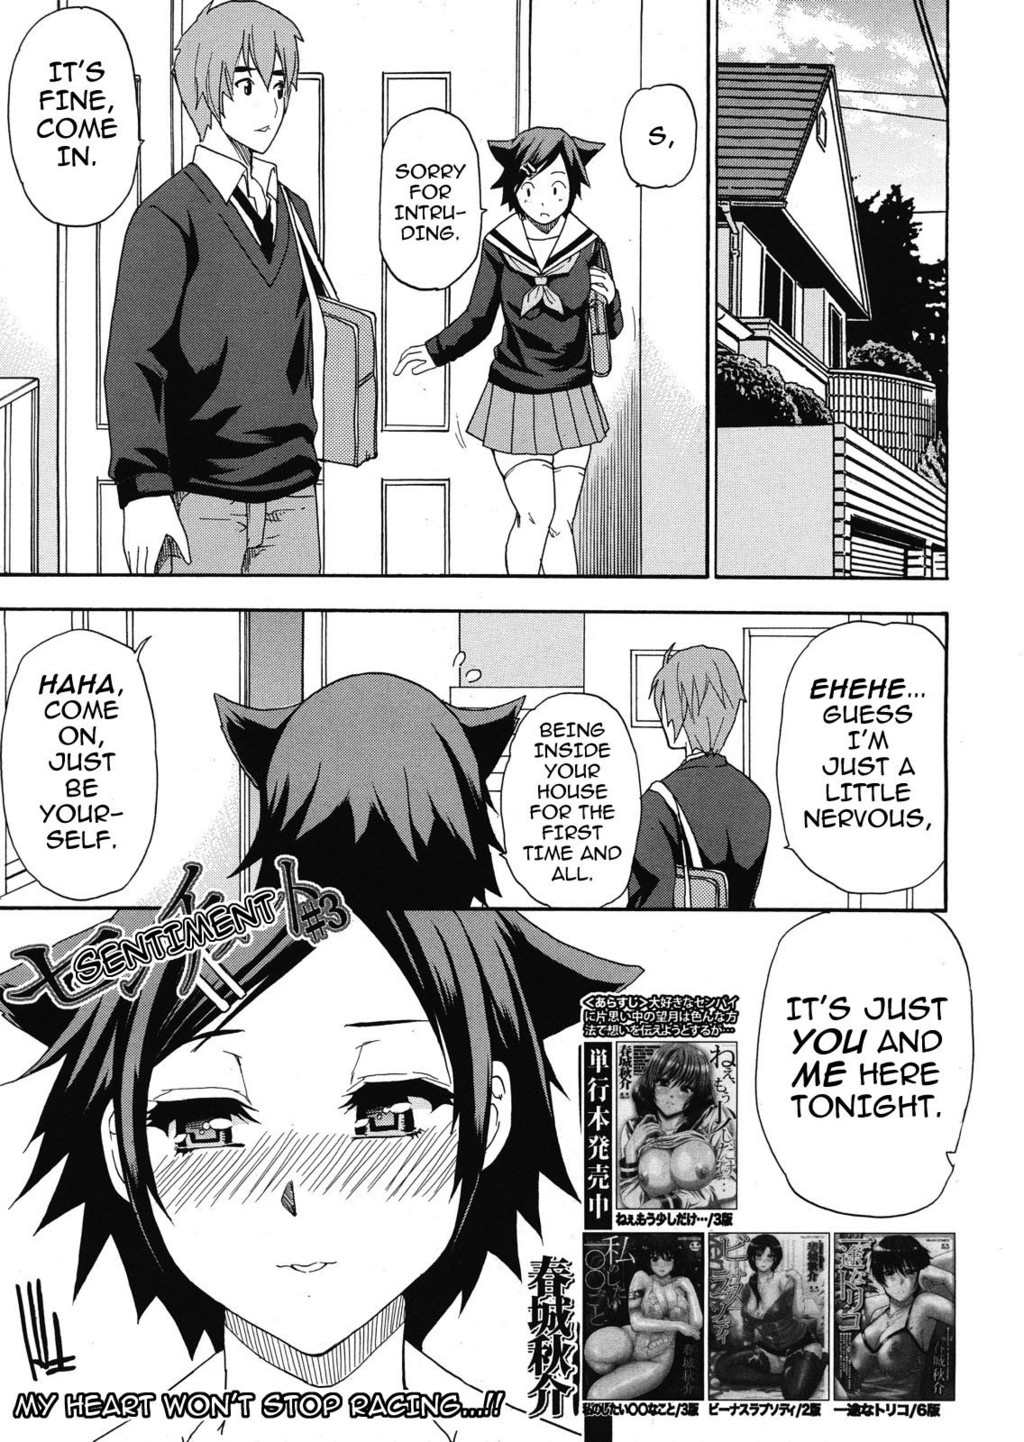 S,
SORRY
FOR
INTRU-
DING.
IT'S
FINE,
COME
IN.
EHEHE...
GUESS
I'M
JUST A
LITTLE
NERVOUS,
BEING
INSIDE
YOUR
HOUSE
FOR THE
FIRST
TIME AND
ALL.
HAHA,
COME
ON,
JUST
BE
YOUR-
SELF.
IT'S JUST
YOU AND
ME HERE
TONIGHT.
SENTIMENT
#3
<あらすじ>大好きなセンパイ
に片思い中の望月は色んな方
法で想いを伝えようとするが…
単行本発売中
春城秋介
ねぇもう少しだけ…/3版
私のしたい〇〇なこと/3版
ビーナスラプソディ/2版
一途なトリコ/6版
春城秋介
MY HEART WON'T STOP RACING...!!